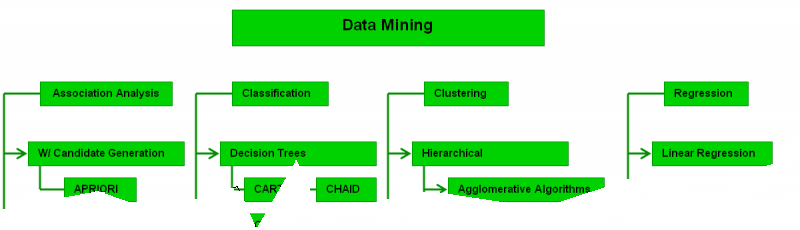 Data Mining
Association Analysis
Classification
Clustering
Regression
W/ Candidate Generation
Decision Trees
Hierarchical
Linear Regression
APRIORI
CHAID
Agglomerative Algorithms